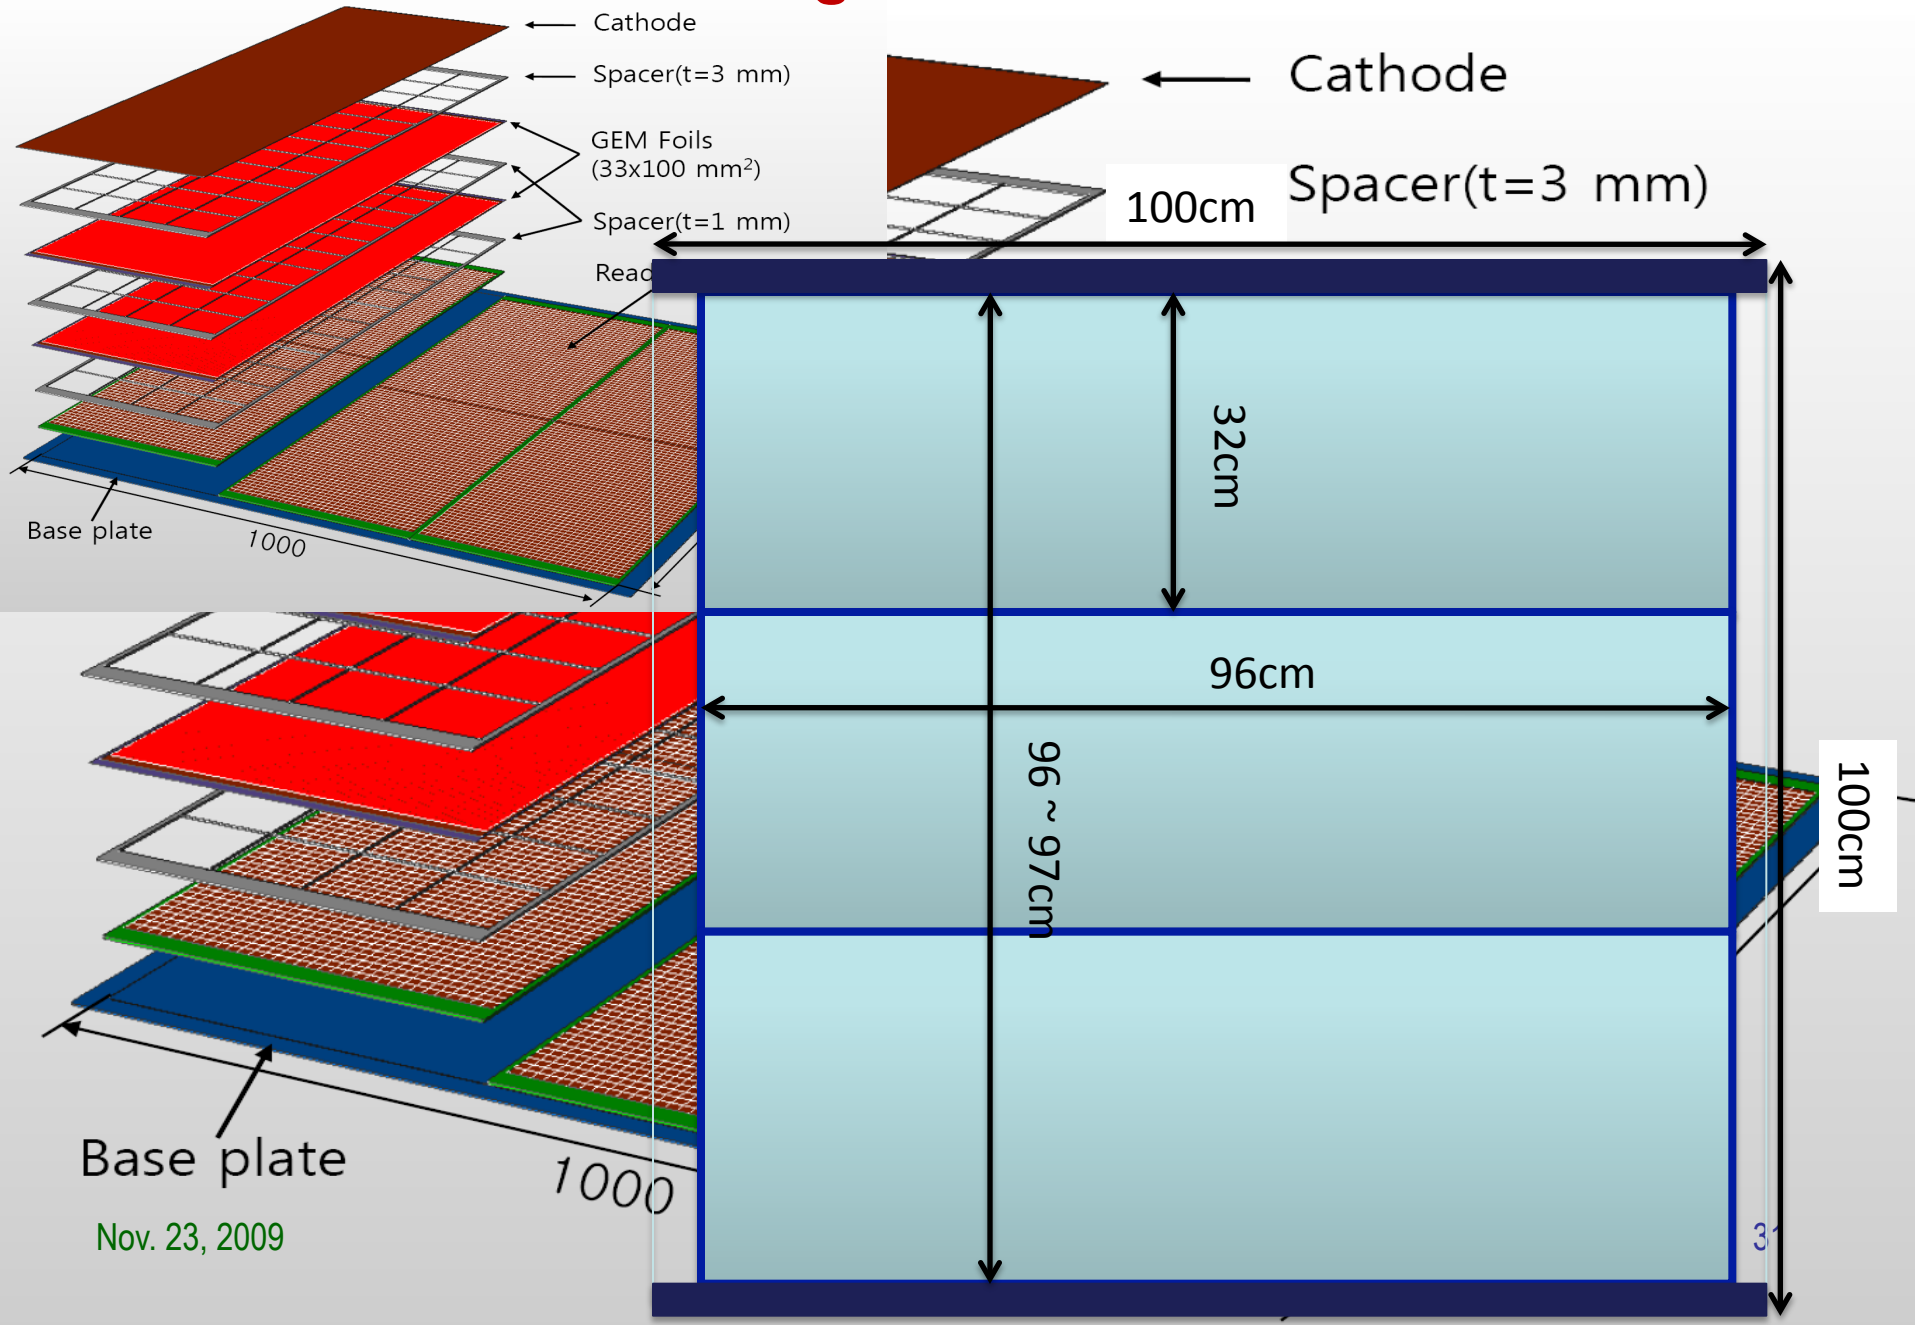 Cathode
Spacer(t=3 mm)
GEM Foils
(33x100 mm²)
Spacer(t=1 mm)
Base plate
1000
Cathode
Spacer(t=3 mm)
100cm
32cm
96cm
96 ~ 97cm
100cm
Base plate
1000
Nov. 23, 2009